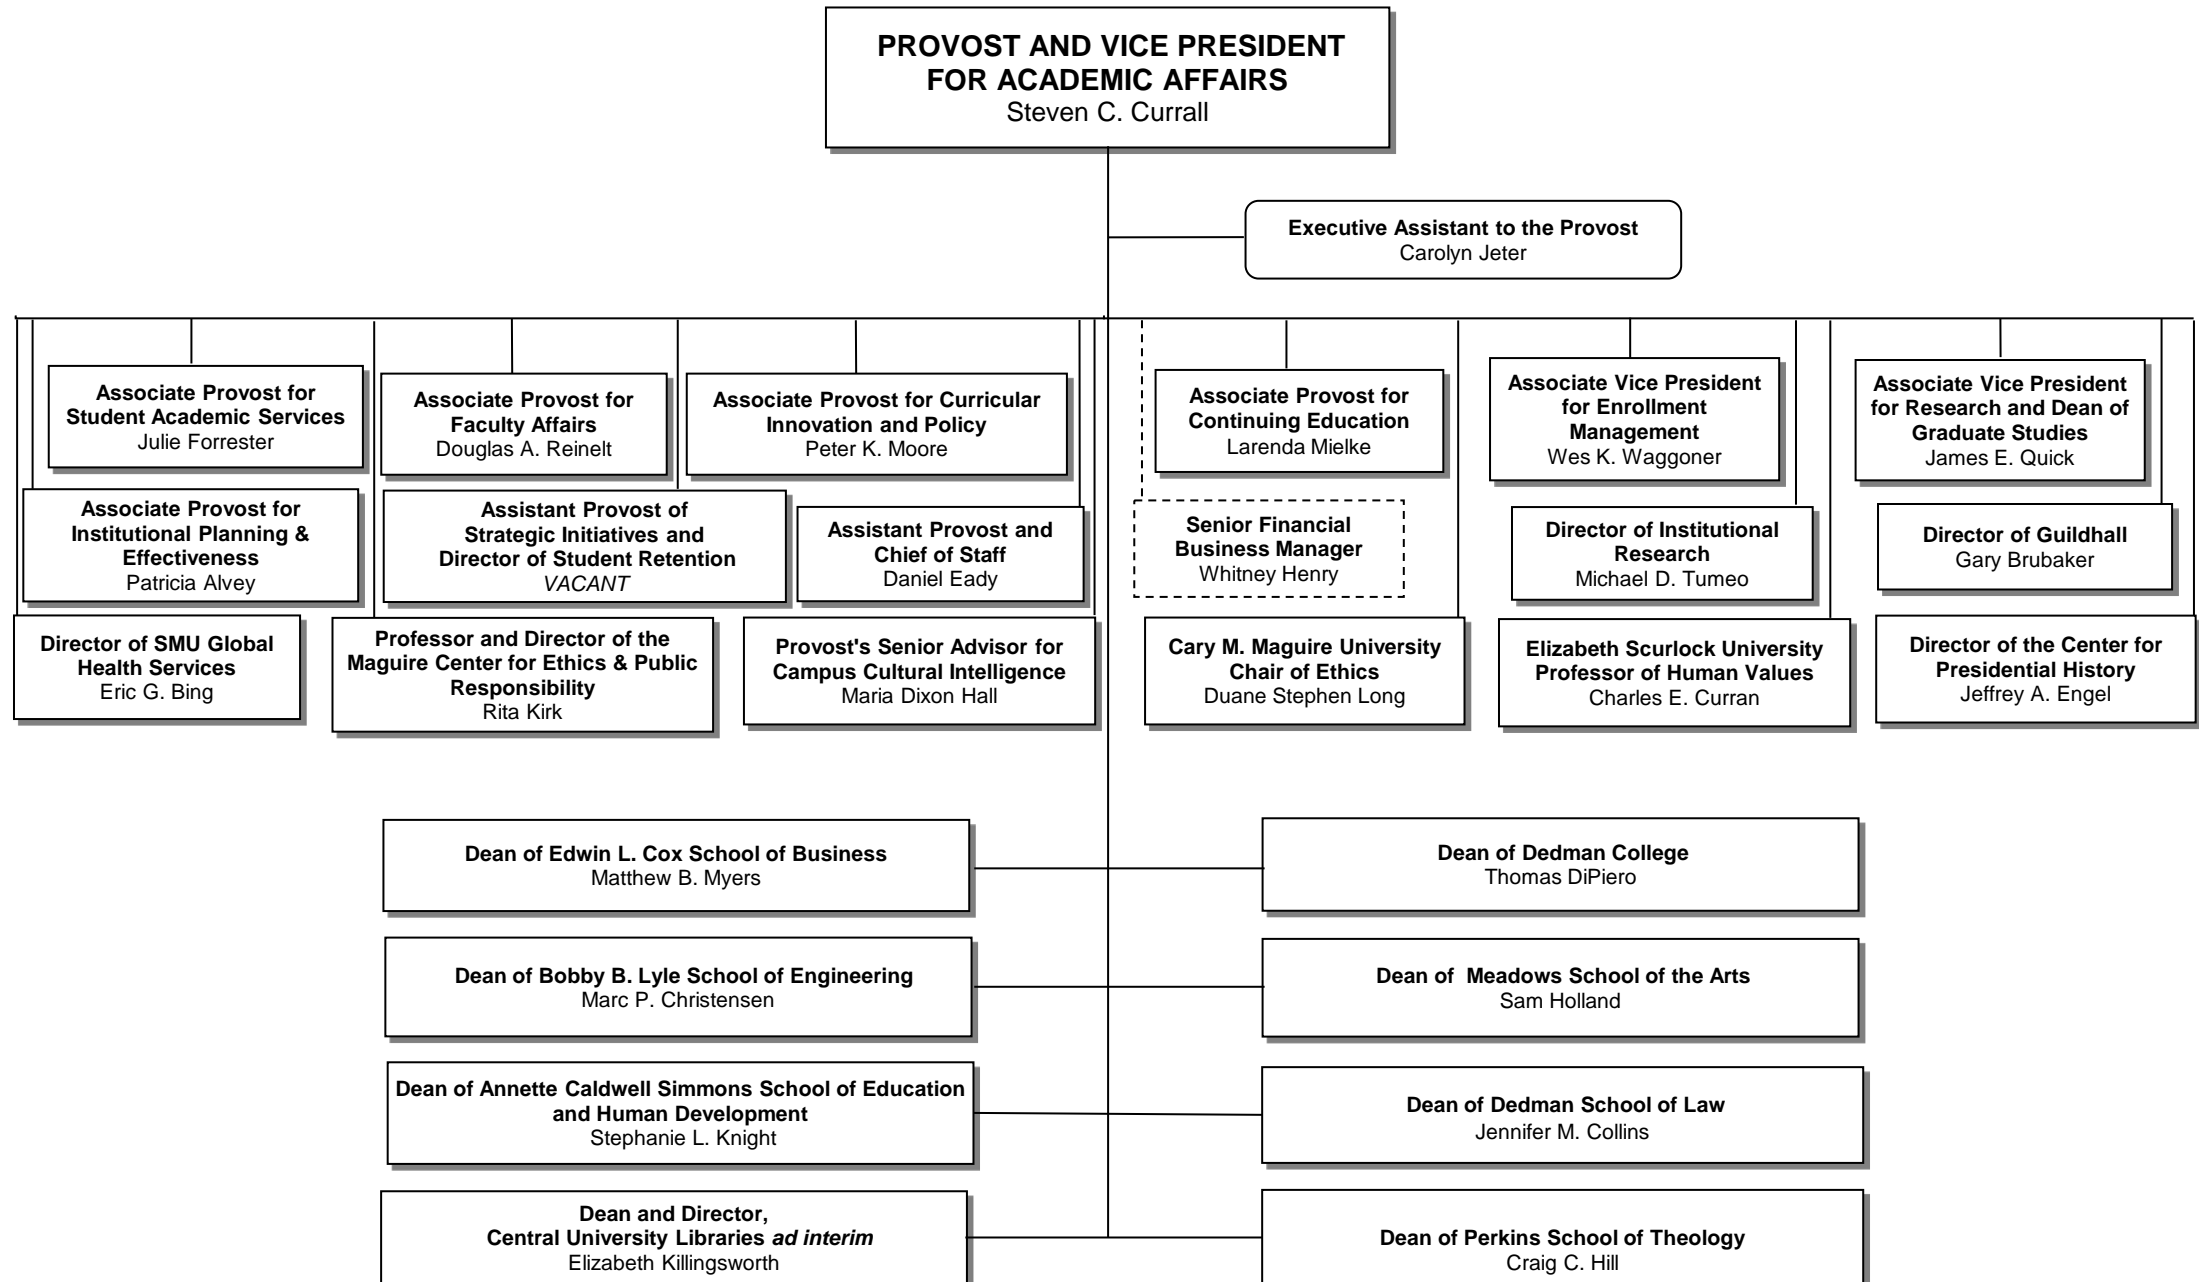 PROVOST AND VICE PRESIDENT
FOR ACADEMIC AFFAIRS
Steven C. Currall
Executive Assistant to the Provost
Carolyn Jeter
Associate Provost for
Student Academic Services
Julie Forrester
Associate Provost for
Faculty Affairs
Douglas A. Reinelt
Associate Provost for Curricular
Innovation and Policy
Peter K. Moore
Associate Provost for
Continuing Education
Larenda Mielke
Associate Vice President
for Enrollment
Management
Wes K. Waggoner
Associate Vice President
for Research and Dean of
Graduate Studies
James E. Quick
Associate Provost for
Institutional Planning &
Effectiveness
Patricia Alvey
Assistant Provost of
Strategic Initiatives and
Director of Student Retention
VACANT
Assistant Provost and
Chief of Staff
Daniel Eady
Senior Financial
Business Manager
Whitney Henry
Director of Institutional
Research
Michael D. Tumeo
Director of Guildhall
Gary Brubaker
Director of SMU Global
Health Services
Eric G. Bing
Professor and Director of the
Maguire Center for Ethics & Public
Responsibility
Rita Kirk
Provost's Senior Advisor for
Campus Cultural Intelligence
Maria Dixon Hall
Cary M. Maguire University
Chair of Ethics
Duane Stephen Long
Elizabeth Scurlock University
Professor of Human Values
Charles E. Curran
Director of the Center for
Presidential History
Jeffrey A. Engel
Dean of Edwin L. Cox School of Business
Matthew B. Myers
Dean of Dedman College
Thomas DiPiero
Dean of Bobby B. Lyle School of Engineering
Marc P. Christensen
Dean of Meadows School of the Arts
Sam Holland
Dean of Annette Caldwell Simmons School of Education
and Human Development
Stephanie L. Knight
Dean of Dedman School of Law
Jennifer M. Collins
Dean and Director,
Central University Libraries ad interim
Elizabeth Killingsworth
Dean of Perkins School of Theology
Craig C. Hill